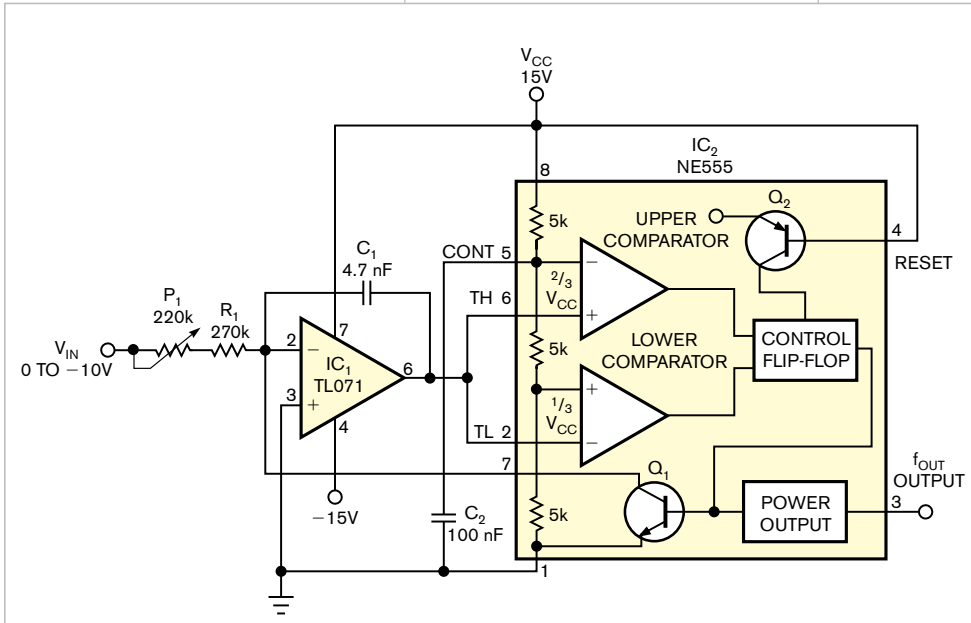 V_CC
15V
IC_2
NE555
8
Q_2
5k
UPPER
COMPARATOR
4
RESET
C_1
4.7 nF
CONT 5
2/3
V_CC
−
+
TH 6
P_1
220k
R_1
270k
V_IN
0 TO −10V
2
−
7
IC_1
TL071
6
3
+
4
−15V
5k
LOWER
COMPARATOR
CONTROL
FLIP-FLOP
1/3
V_CC
+
−
TL 2
7
Q_1
f_OUT
OUTPUT
3
POWER
OUTPUT
5k
C_2
100 nF
1